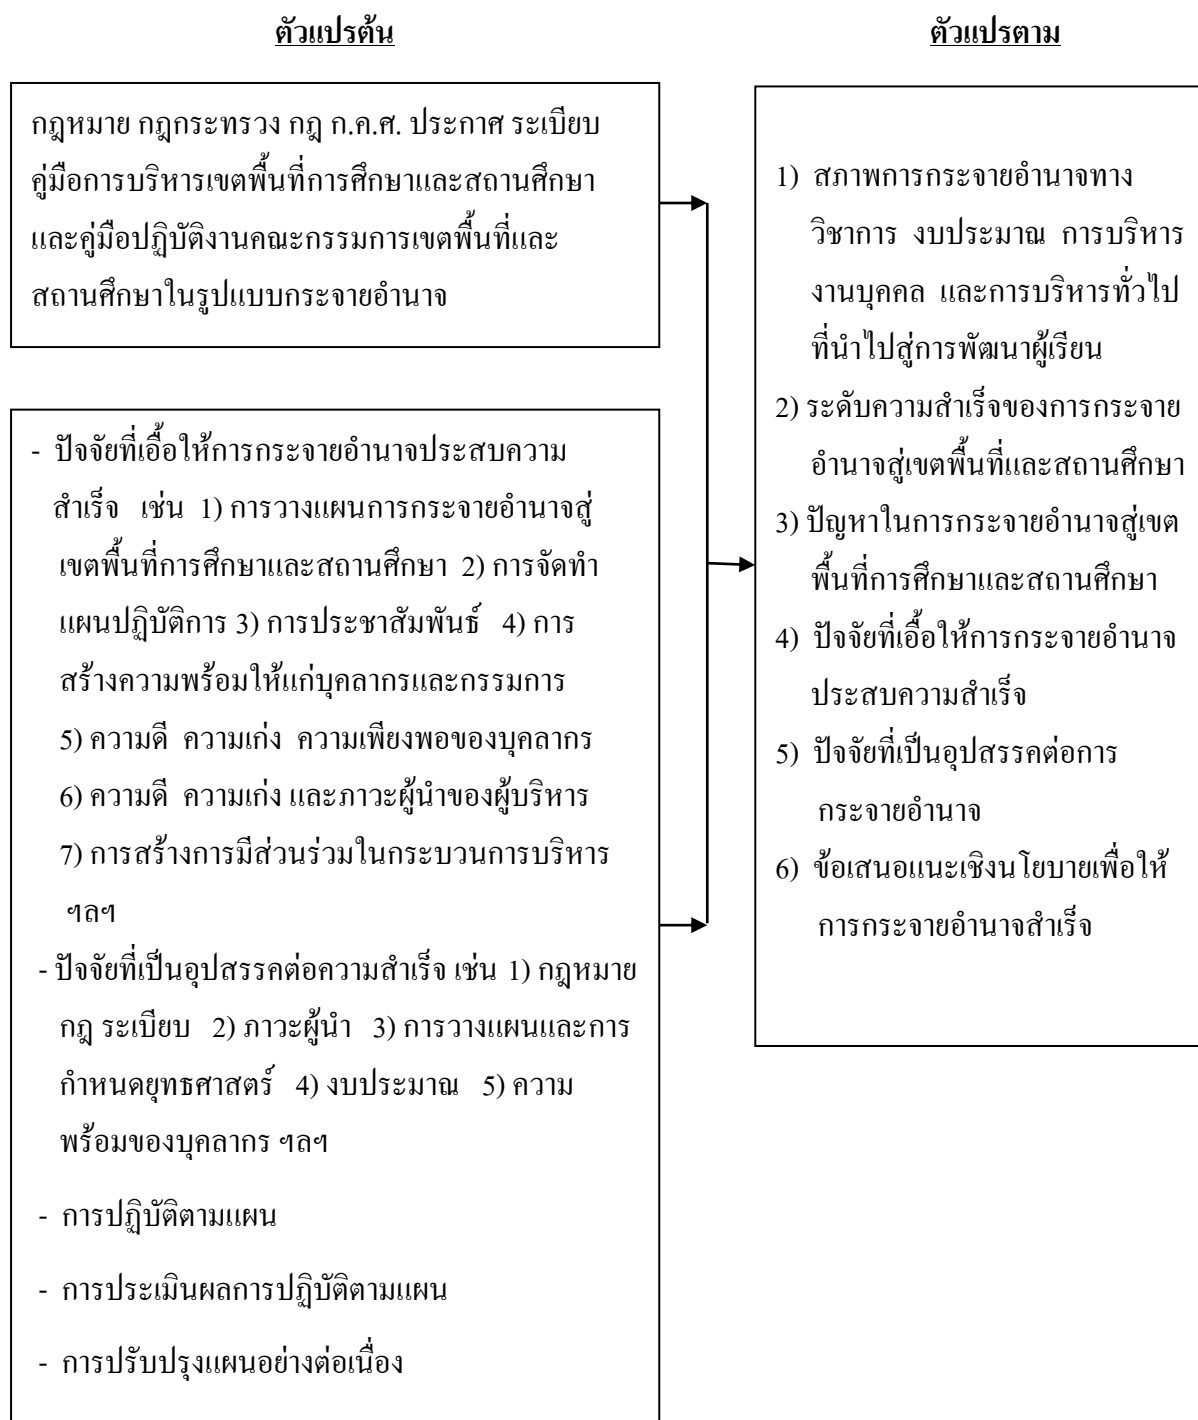 ตัวแปรต้น
กฎหมาย กฎกระทรวง กฎ ก.ค.ศ. ประกาศ ระเบียบ
คู่มือการบริหารเขตพื้นที่การศึกษาและสถานศึกษา
และคู่มือปฏิบัติงานคณะกรรมการเขตพื้นที่และ
สถานศึกษาในรูปแบบกระจายอำนาจ
- ปัจจัยที่เอื้อให้การกระจายอำนาจประสบความ
สำเร็จ เช่น 1) การวางแผนการกระจายอำนาจสู่
เขตพื้นที่การศึกษาและสถานศึกษา 2) การจัดทำ
แผนปฏิบัติการ 3) การประชาสัมพันธ์ 4) การ
สร้างความพร้อมให้แก่บุคลากรและกรรมการ
5) ความดี ความเก่ง ความเพียงพอของบุคลากร
6) ความดี ความเก่ง และภาวะผู้นำของผู้บริหาร
7) การสร้างการมีส่วนร่วมในกระบวนการบริหาร
ฯลฯ
- ปัจจัยที่เป็นอุปสรรคต่อความสำเร็จ เช่น 1) กฎหมาย
กฎ ระเบียบ 2) ภาวะผู้นำ 3) การวางแผนและการ
กำหนดยุทธศาสตร์ 4) งบประมาณ 5) ความ
พร้อมของบุคลากร ฯลฯ
- การปฏิบัติตามแผน
- การประเมินผลการปฏิบัติตามแผน
- การปรับปรุงแผนอย่างต่อเนื่อง
ตัวแปรตาม
1) สภาพการกระจายอำนาจทาง
วิชาการ งบประมาณ การบริหาร
งานบุคคล และการบริหารทั่วไป
ที่นำไปสู่การพัฒนาผู้เรียน
2) ระดับความสำเร็จของการกระจาย
อำนาจสู่เขตพื้นที่และสถานศึกษา
3) ปัญหาในการกระจายอำนาจสู่เขต
พื้นที่การศึกษาและสถานศึกษา
4) ปัจจัยที่เอื้อให้การกระจายอำนาจ
ประสบความสำเร็จ
5) ปัจจัยที่เป็นอุปสรรคต่อการ
กระจายอำนาจ
6) ข้อเสนอแนะเชิงนโยบายเพื่อให้
การกระจายอำนาจสำเร็จ